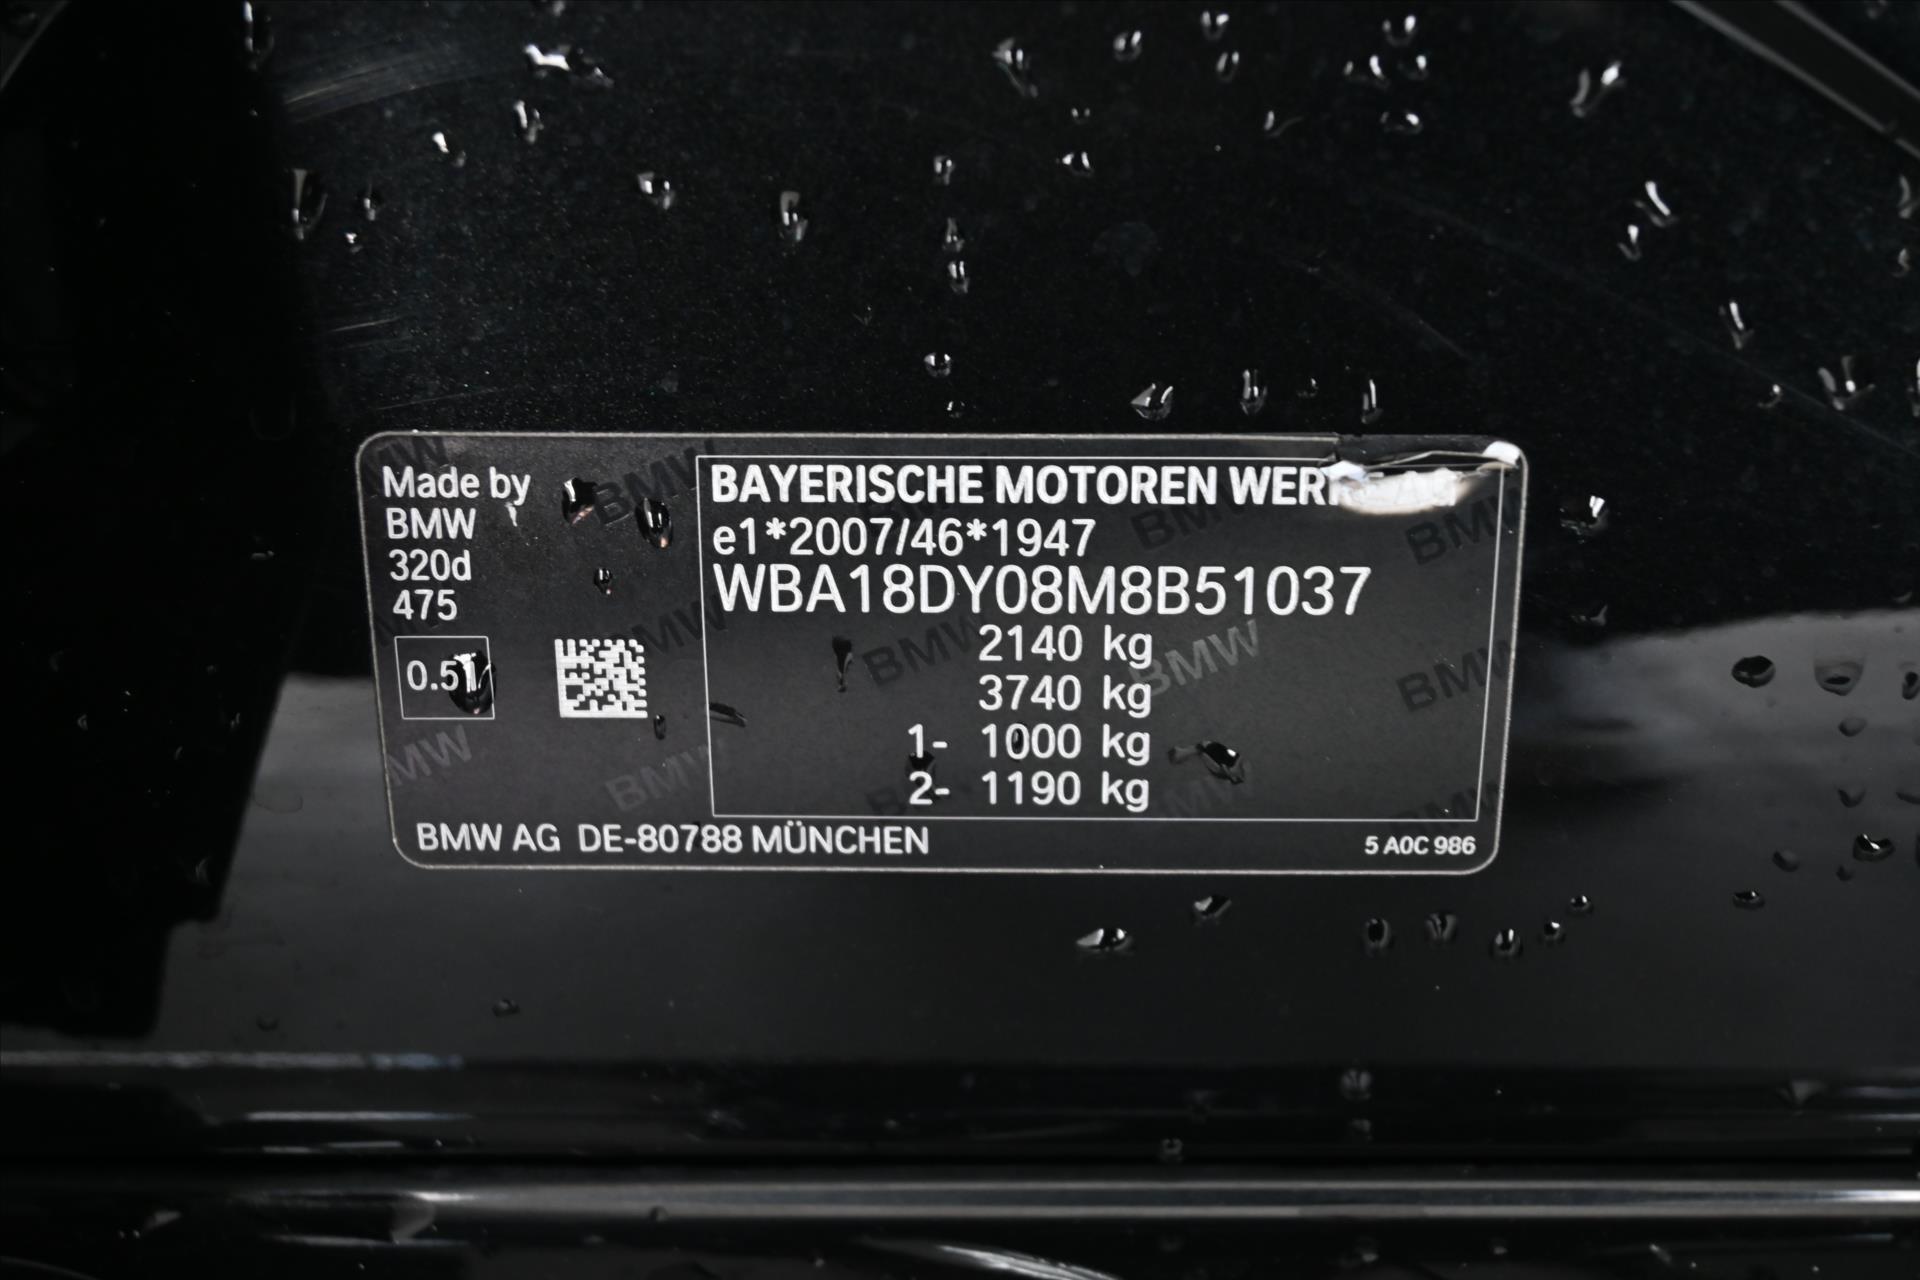 Made by
BMW
320d
475
0.51
BAYERISCHE MOTOREN
e1*2007/46*1947
WBA18DY08M8B51037
2140 kg
3740 kg
1- 1000 kg
2- 1190 kg
BMW AG DE-80788 MÜNCHEN
5 A0C 986